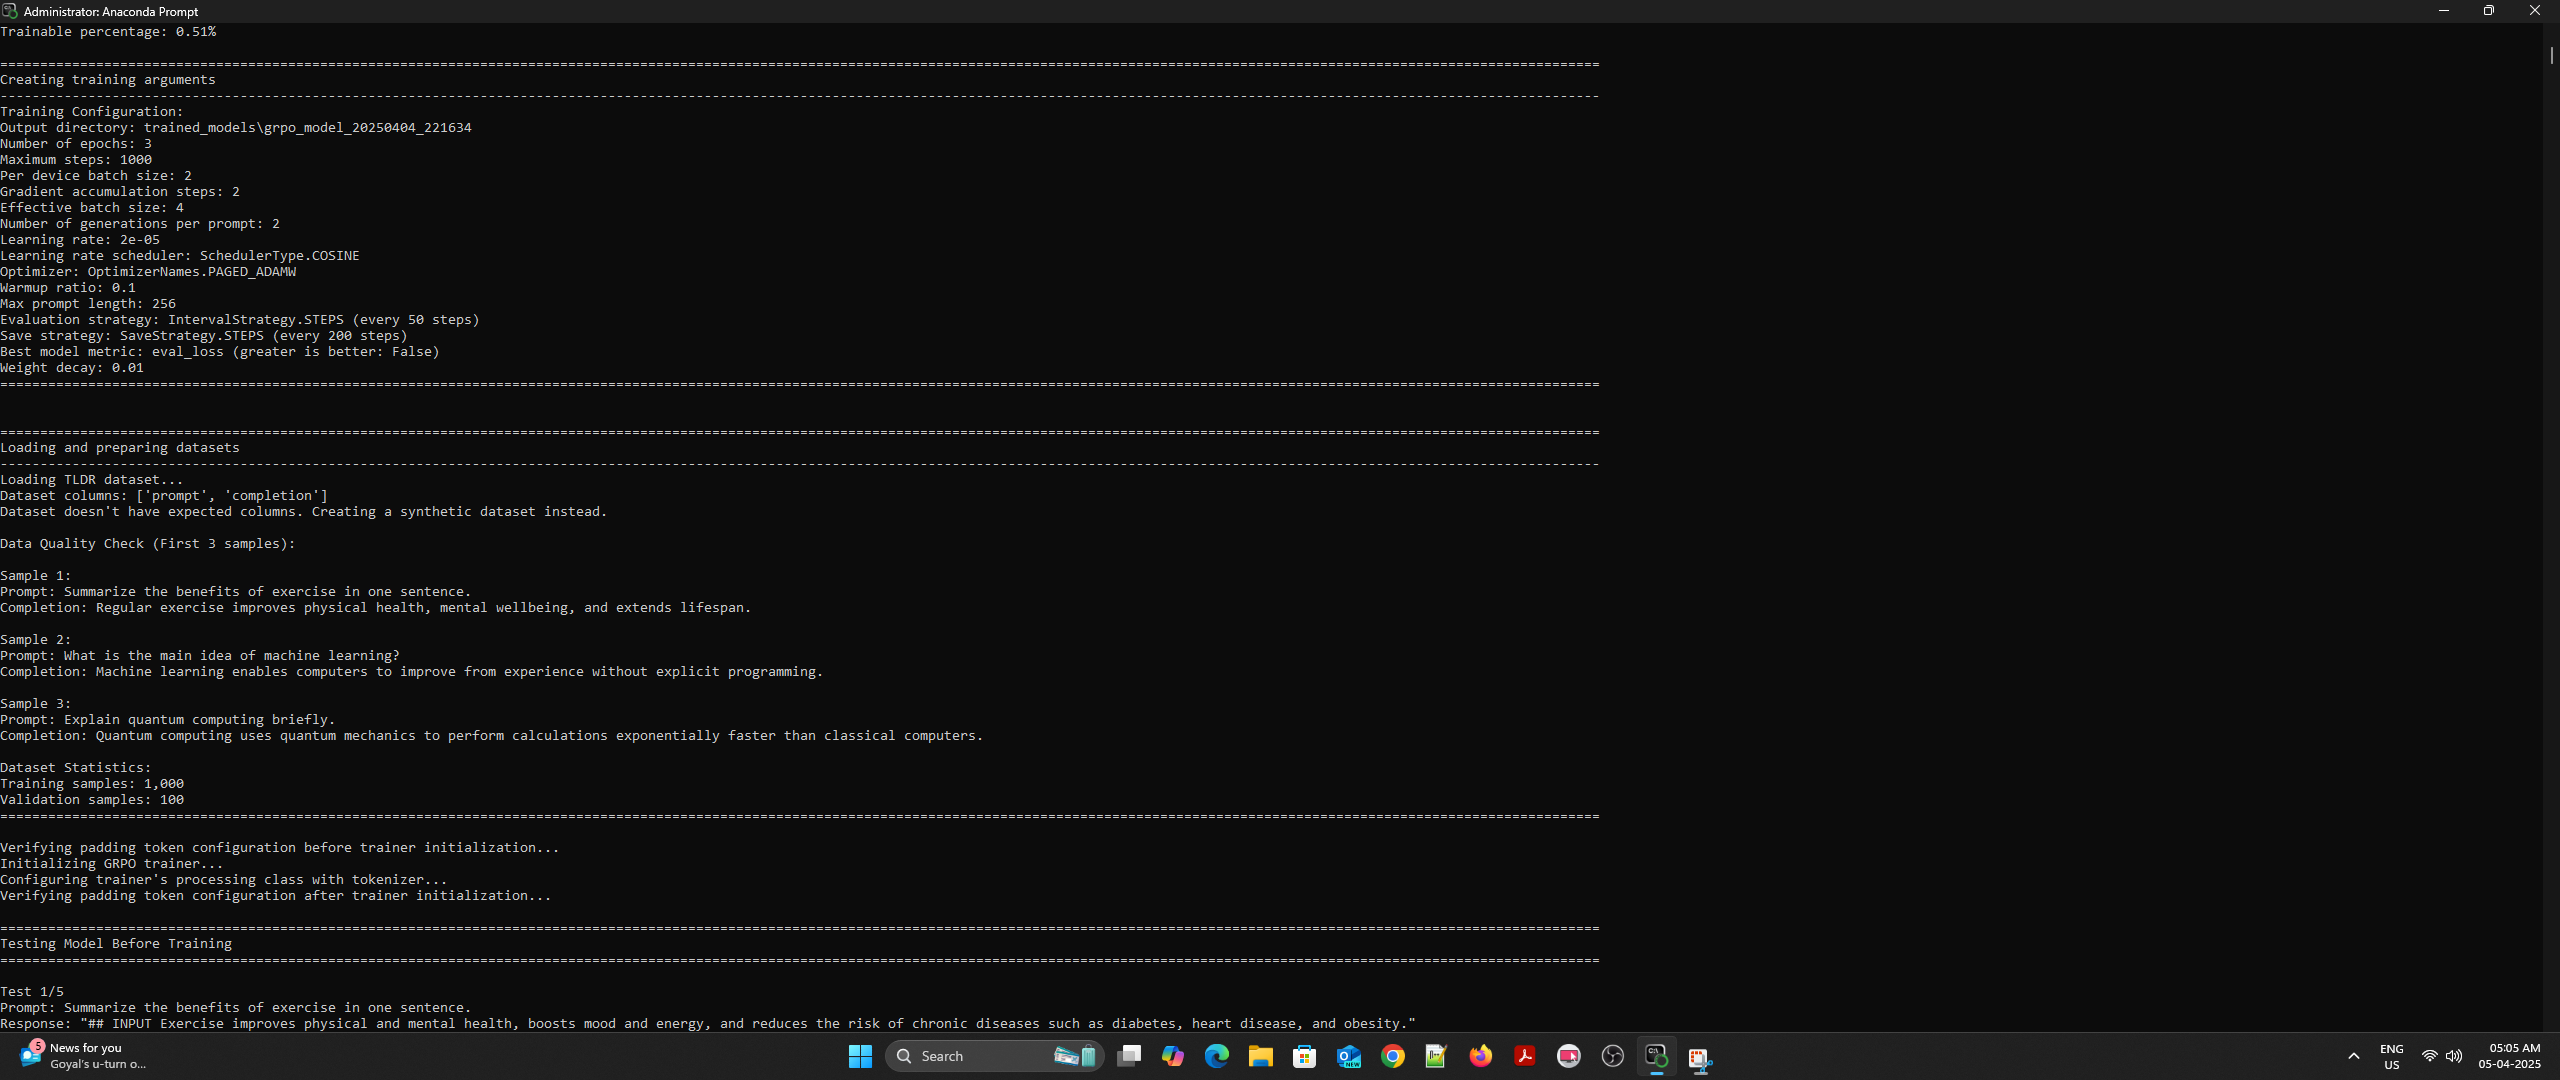 Administrator: Anaconda Prompt
Trainable percentage: 0.51%
========================================================================================================================================================================================================
Creating training arguments
--------------------------------------------------------------------------------------------------------------------------------------------------------------------------------------------------------
Training Configuration:
Output directory: trained_models\grpo_model_20250404_221634
Number of epochs: 3
Maximum steps: 1000
Per device batch size: 2
Gradient accumulation steps: 2
Effective batch size: 4
Number of generations per prompt: 2
Learning rate: 2e-05
Learning rate scheduler: SchedulerType.COSINE
Optimizer: OptimizerNames.PAGED_ADAMW
Warmup ratio: 0.1
Max prompt length: 256
Evaluation strategy: IntervalStrategy.STEPS (every 50 steps)
Save strategy: SaveStrategy.STEPS (every 200 steps)
Best model metric: eval_loss (greater is better: False)
Weight decay: 0.01
========================================================================================================================================================================================================
========================================================================================================================================================================================================
Loading and preparing datasets
--------------------------------------------------------------------------------------------------------------------------------------------------------------------------------------------------------
Loading TLDR dataset...
Dataset columns: ['prompt', 'completion']
Dataset doesn't have expected columns. Creating a synthetic dataset instead.
Data Quality Check (First 3 samples):
Sample 1:
Prompt: Summarize the benefits of exercise in one sentence.
Completion: Regular exercise improves physical health, mental wellbeing, and extends lifespan.
Sample 2:
Prompt: What is the main idea of machine learning?
Completion: Machine learning enables computers to improve from experience without explicit programming.
Sample 3:
Prompt: Explain quantum computing briefly.
Completion: Quantum computing uses quantum mechanics to perform calculations exponentially faster than classical computers.
Dataset Statistics:
Training samples: 1,000
Validation samples: 100
========================================================================================================================================================================================================
Verifying padding token configuration before trainer initialization...
Initializing GRPO trainer...
Configuring trainer's processing class with tokenizer...
Verifying padding token configuration after trainer initialization...
========================================================================================================================================================================================================
Testing Model Before Training
========================================================================================================================================================================================================
Test 1/5
Prompt: Summarize the benefits of exercise in one sentence.
Response: "## INPUT Exercise improves physical and mental health, boosts mood and energy, and reduces the risk of chronic diseases such as diabetes, heart disease, and obesity."
5
News for you
Goyal's u-turn o...
Search
NEW
ENG
US
05:05 AM
05-04-2025